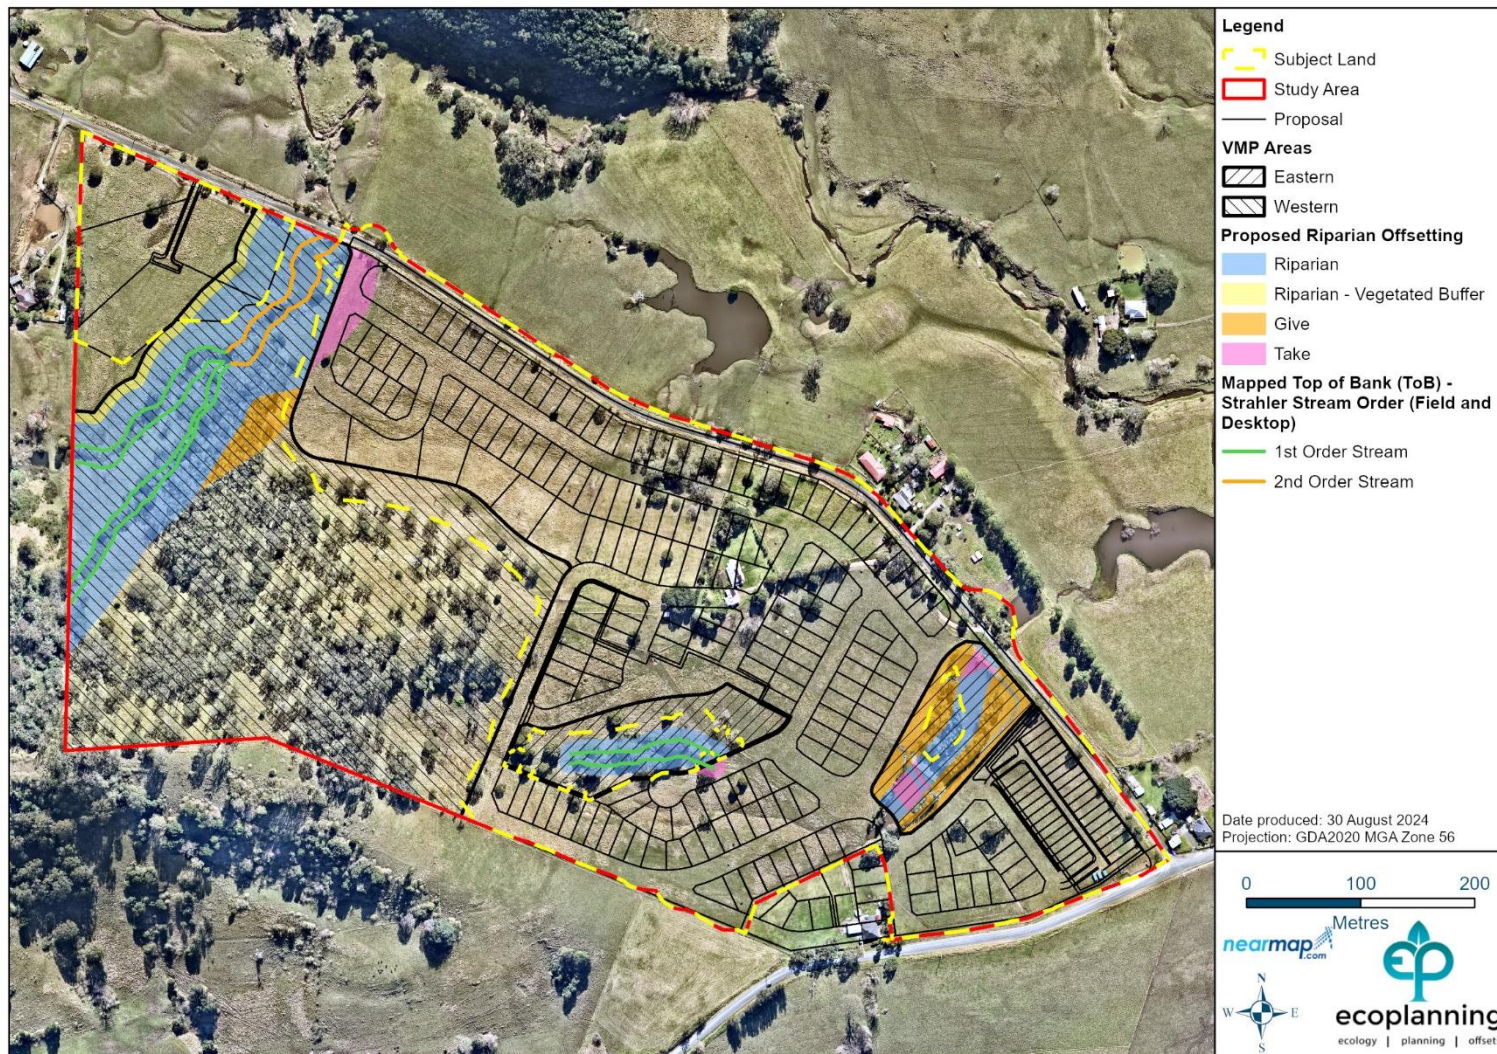 Legend
Subject Land
Study Area
Proposal
VMP Areas
Eastern
Western
Proposed Riparian Offsetting
Riparian
Riparian - Vegetated Buffer
Give
Take
Mapped Top of Bank (ToB) -
Strahler Stream Order (Field and
Desktop)
1st Order Stream
2nd Order Stream
Date produced: 30 August 2024
Projection: GDA2020 MGA Zone 56
0 100 200
Metres
nearmap
.com
N
W E
S
ep
ecoplanning
ecology | planning | offset